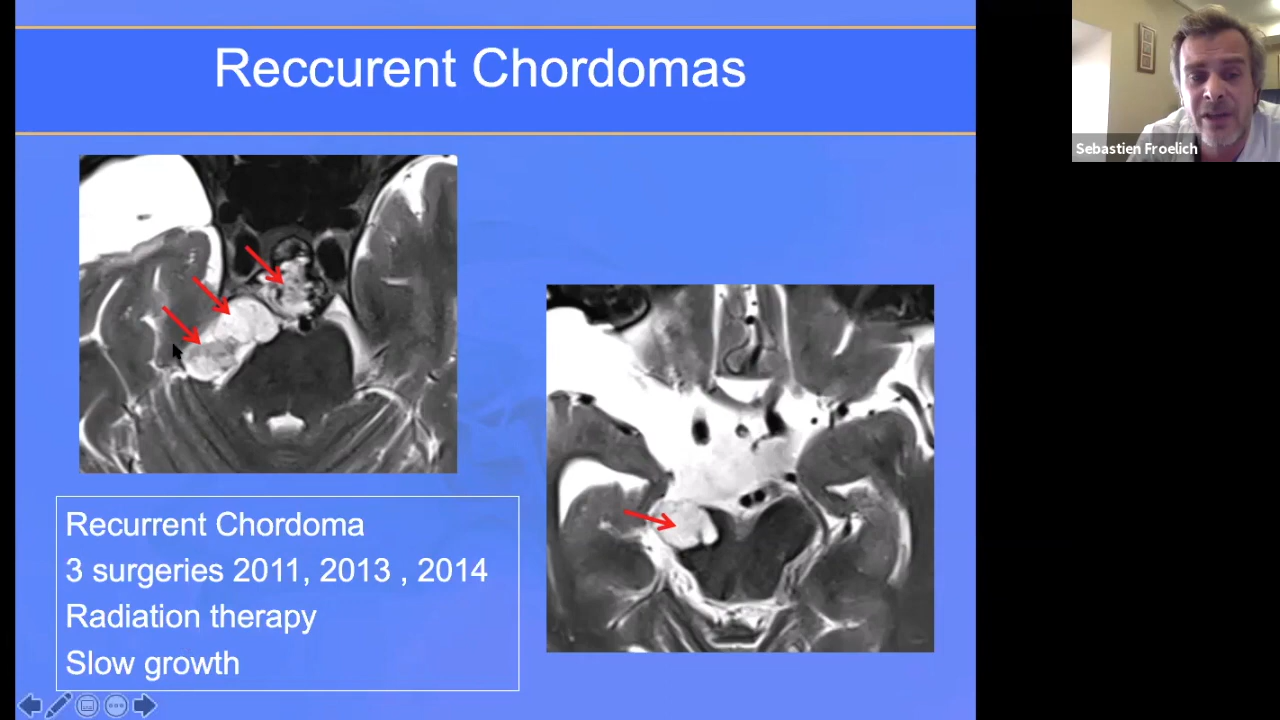 Reccurent Chordomas
Sebastien Froelich
Recurrent Chordoma
3 surgeries 2011, 2013 , 2014
Radiation therapy
Slow growth